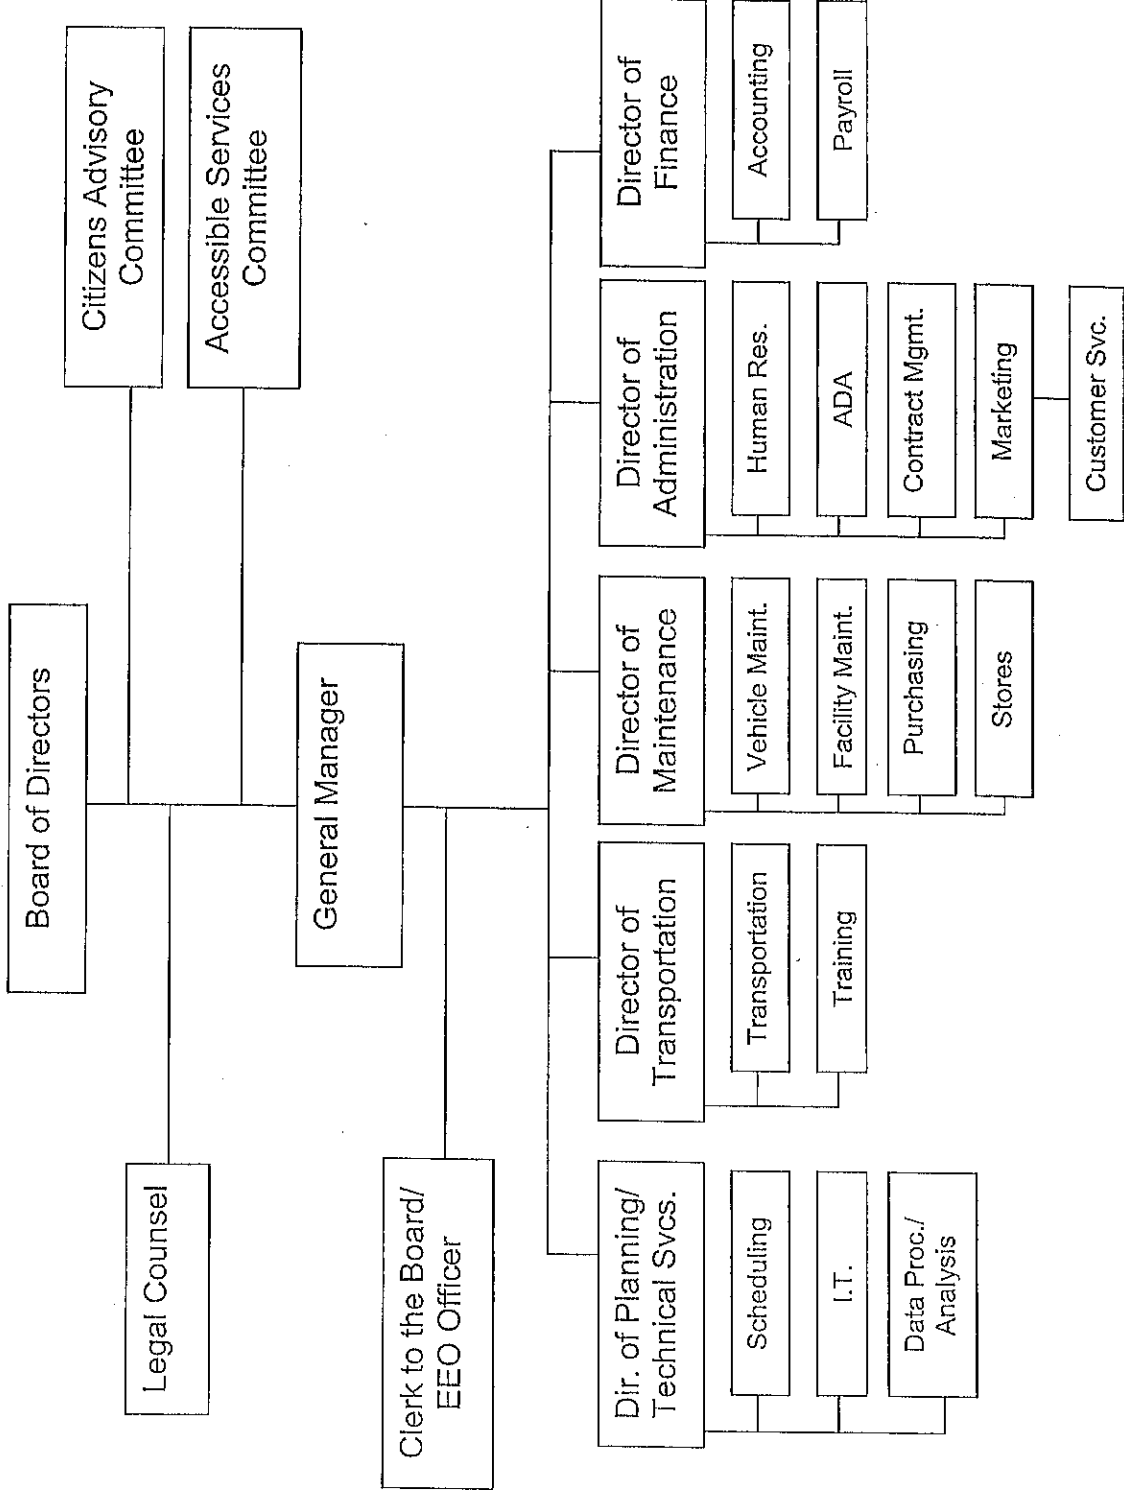 Board of Directors
Citizens Advisory
Committee
Legal Counsel
Accessible Services
Committee
General Manager
Clerk to the Board/
EEO Officer
Dir. of Planning/
Technical Svcs.
Scheduling
I.T.
Data Proc./
Analysis
Director of
Transportation
Transportation
Training
Director of
Maintenance
Vehicle Maint.
Facility Maint.
Purchasing
Stores
Director of
Administration
Human Res.
ADA
Contract Mgmt.
Marketing
Customer Svc.
Director of
Finance
Accounting
Payroll